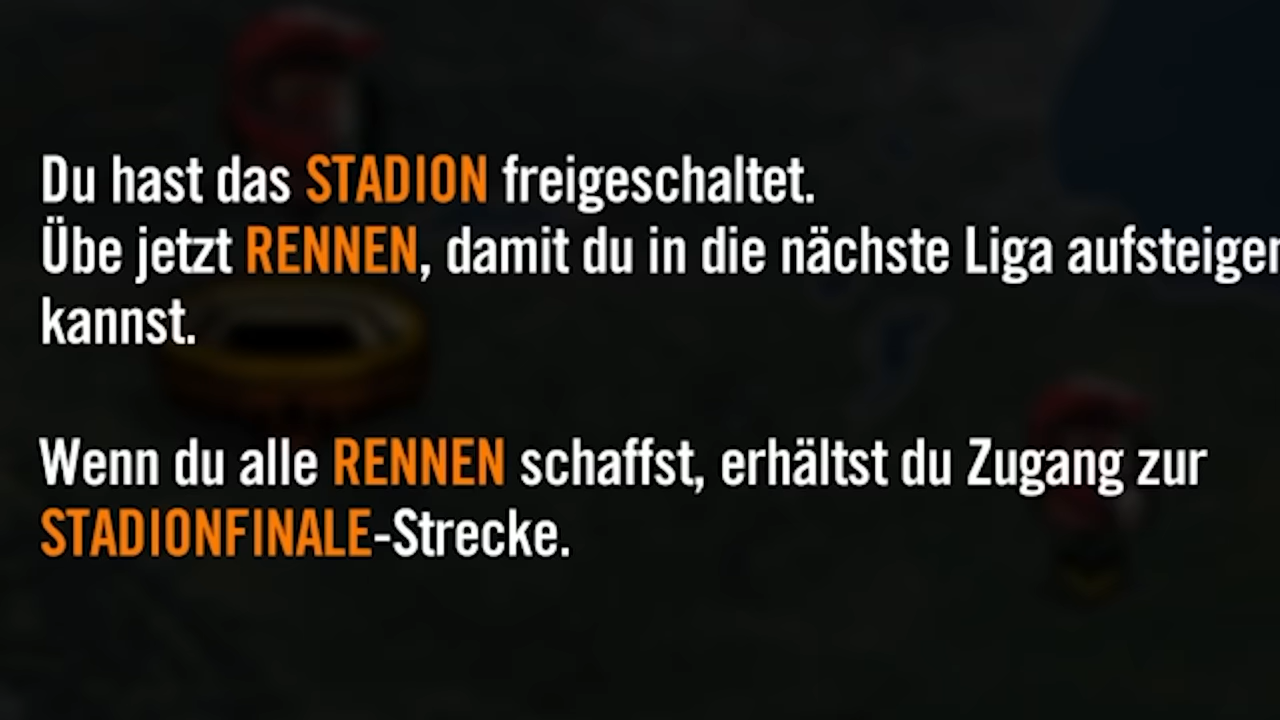 Du hast das STADION freigeschaltet.
Übe jetzt RENNEN, damit du in die nächste Liga aufsteigen
kannst.
Wenn du alle RENNEN schaffst, erhältst du Zugang zur
STADIONFINALE-Strecke.